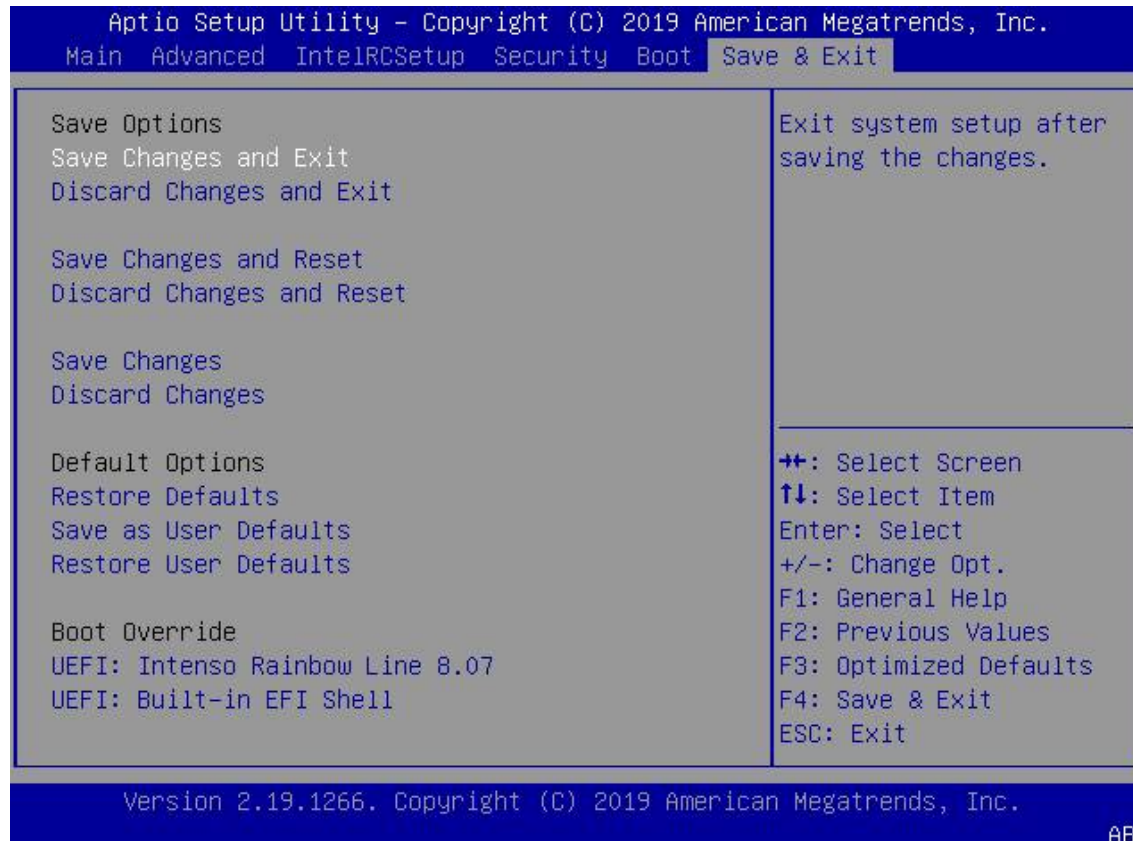 Aptio Setup Utility – Copyright (C) 2019 American Megatrends, Inc.
Main Advanced IntelRCSetup Security Boot Save & Exit
Save Options
Save Changes and Exit
Discard Changes and Exit
Save Changes and Reset
Discard Changes and Reset
Save Changes
Discard Changes
Default Options
Restore Defaults
Save as User Defaults
Restore User Defaults
Boot Override
UEFI: Intenso Rainbow Line 8.07
UEFI: Built-in EFI Shell
Exit system setup after
saving the changes.
→←: Select Screen
↑↓: Select Item
Enter: Select
+/-: Change Opt.
F1: General Help
F2: Previous Values
F3: Optimized Defaults
F4: Save & Exit
ESC: Exit
Version 2.19.1266. Copyright (C) 2019 American Megatrends, Inc.